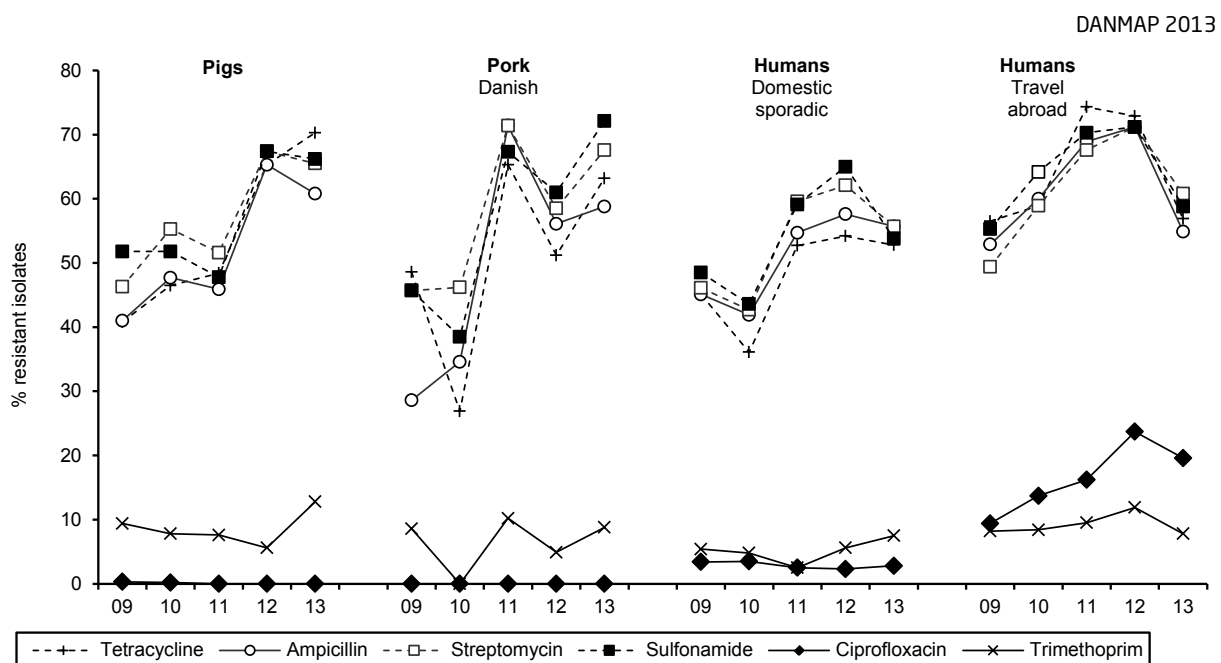 DANMAP 2013
Pigs
Pork
Danish
Humans
Domestic
sporadic
Humans
Travel
abroad
% resistant isolates
80
70
60
50
40
30
20
10
0
09 10 11 12 13 09 10 11 12 13 09 10 11 12 13 09 10 11 12 13
Tetracycline Ampicillin Streptomycin Sulfonamide Ciprofloxacin Trimethoprim